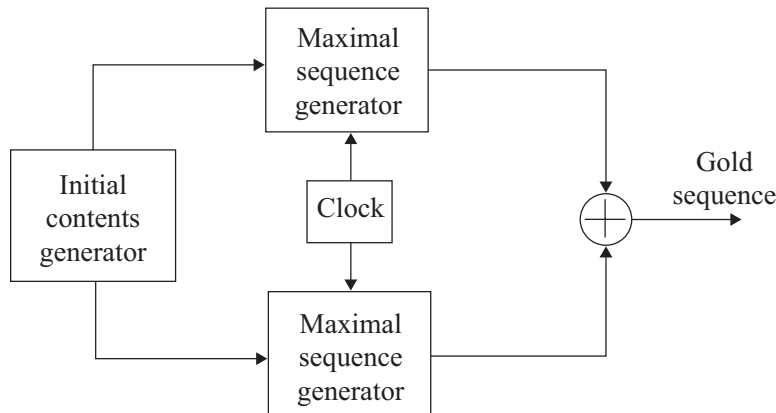 Maximal
sequence
generator
Initial
contents
generator
Clock
Gold
sequence
Maximal
sequence
generator